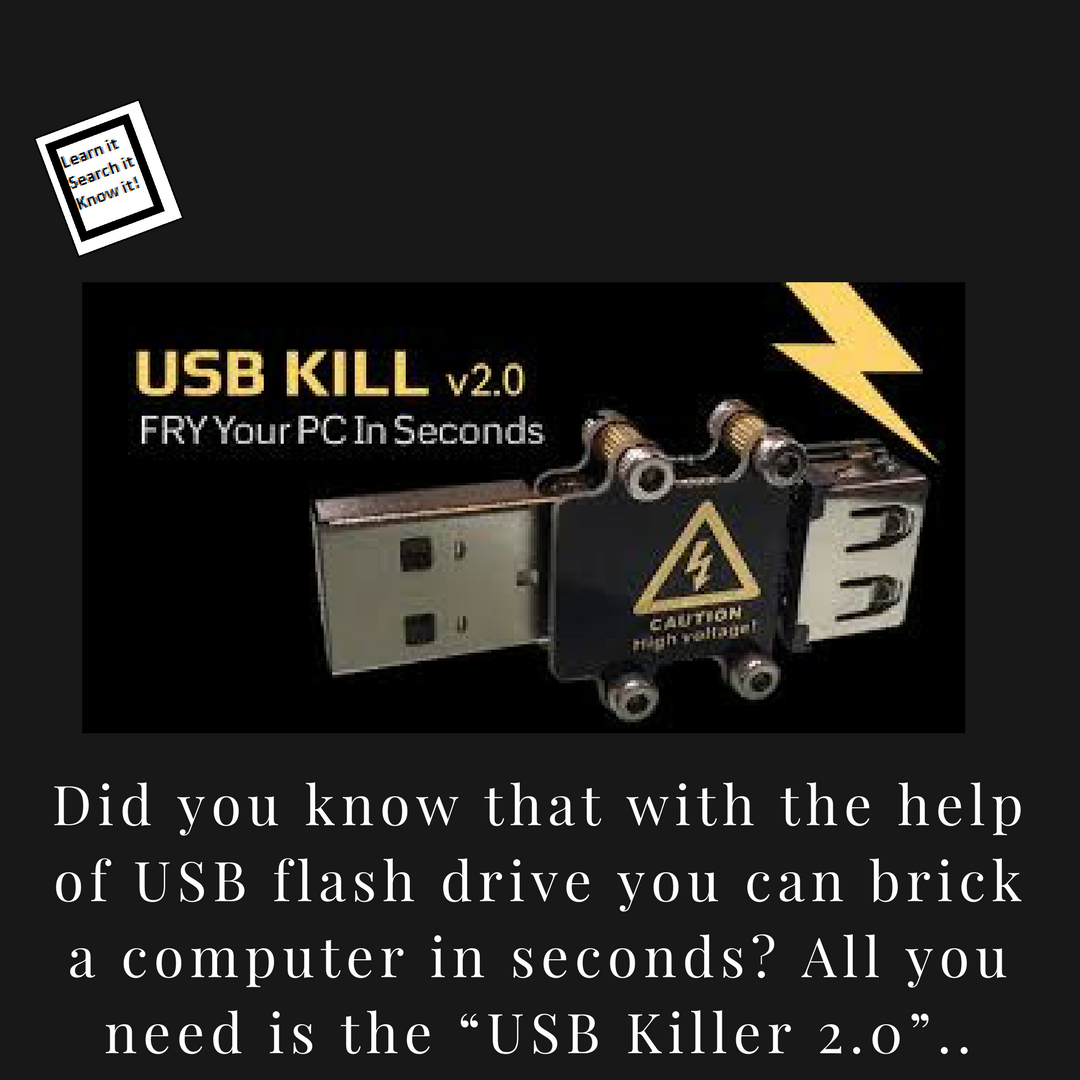 Learn it
Search it
Know it!
USB KILL v2.0
FRY Your PC In Seconds
CAUTION
High voltage!
Did you know that with the help
of USB flash drive you can brick
a computer in seconds? All you
need is the “USB Killer 2.0”..